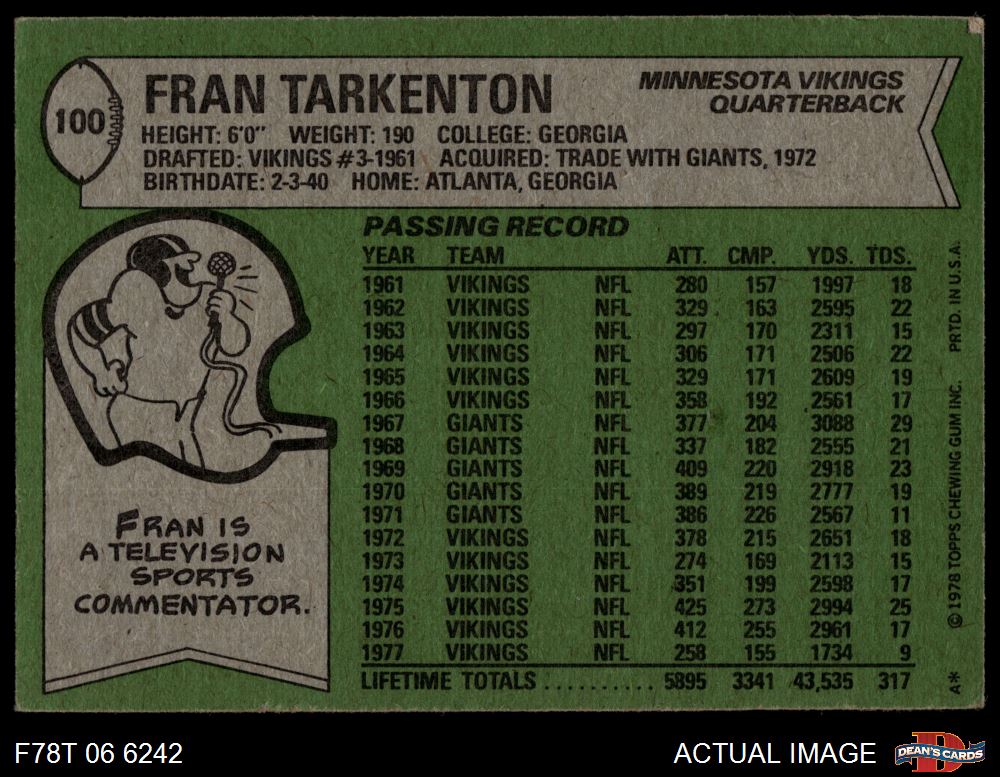 100
FRAN TARKENTON
MINNESOTA VIKINGS
QUARTERBACK
HEIGHT: 6'0" WEIGHT: 190 COLLEGE: GEORGIA
DRAFTED: VIKINGS #3-1961 ACQUIRED: TRADE WITH GIANTS, 1972
BIRTHDATE: 2-3-40 HOME: ATLANTA, GEORGIA
PASSING RECORD
YEAR TEAM ATT. CMP. YDS. TDS.
1961 VIKINGS NFL 280 157 1997 18
1962 VIKINGS NFL 329 163 2595 22
1963 VIKINGS NFL 297 170 2311 15
1964 VIKINGS NFL 306 171 2506 22
1965 VIKINGS NFL 329 171 2609 19
1966 VIKINGS NFL 358 192 2561 17
1967 GIANTS NFL 377 204 3088 29
1968 GIANTS NFL 337 182 2555 21
1969 GIANTS NFL 409 220 2918 23
1970 GIANTS NFL 389 219 2777 19
1971 GIANTS NFL 386 226 2567 11
1972 VIKINGS NFL 378 215 2651 18
1973 VIKINGS NFL 274 169 2113 15
1974 VIKINGS NFL 351 199 2598 17
1975 VIKINGS NFL 425 273 2994 25
1976 VIKINGS NFL 412 255 2961 17
1977 VIKINGS NFL 258 155 1734 9
LIFETIME TOTALS .......... 5895 3341 43,535 317
FRAN IS
A TELEVISION
SPORTS
COMMENTATOR.
A* ©1978 TOPPS CHEWING GUM INC. PRTD. IN U.S.A.
F78T 06 6242
ACTUAL IMAGE
D
DEAN'S CARDS